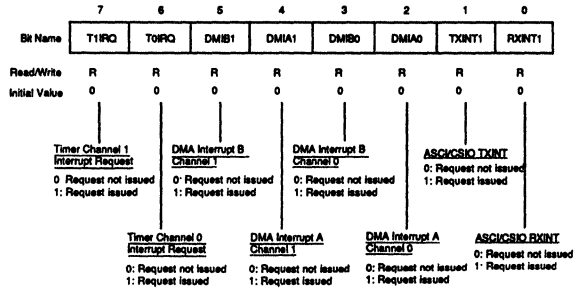 7 6 5 4 3 2 1 0
Bit Name T1IRQ T0IRQ DMIB1 DMIA1 DMIB0 DMIA0 TXINT1 RXINT1
Read/Write R R R R R R R R
Initial Value 0 0 0 0 0 0 0 0
Timer Channel 1
Interrupt Request
0 Request not issued
1: Request issued
DMA Interrupt B
Channel 1
0: Request not issued
1: Request issued
DMA Interrupt B
Channel 0
0: Request not issued
1: Request issued
ASCI/CSIO TXINT
0: Request not issued
1: Request issued
Timer Channel 0
Interrupt Request
0: Request not issued
1: Request issued
DMA Interrupt A
Channel 1
0: Request not issued
1: Request issued
DMA Interrupt A
Channel 0
0: Request not issued
1: Request issued
ASCI/CSIO RXINT
0: Request not issued
1· Request issued